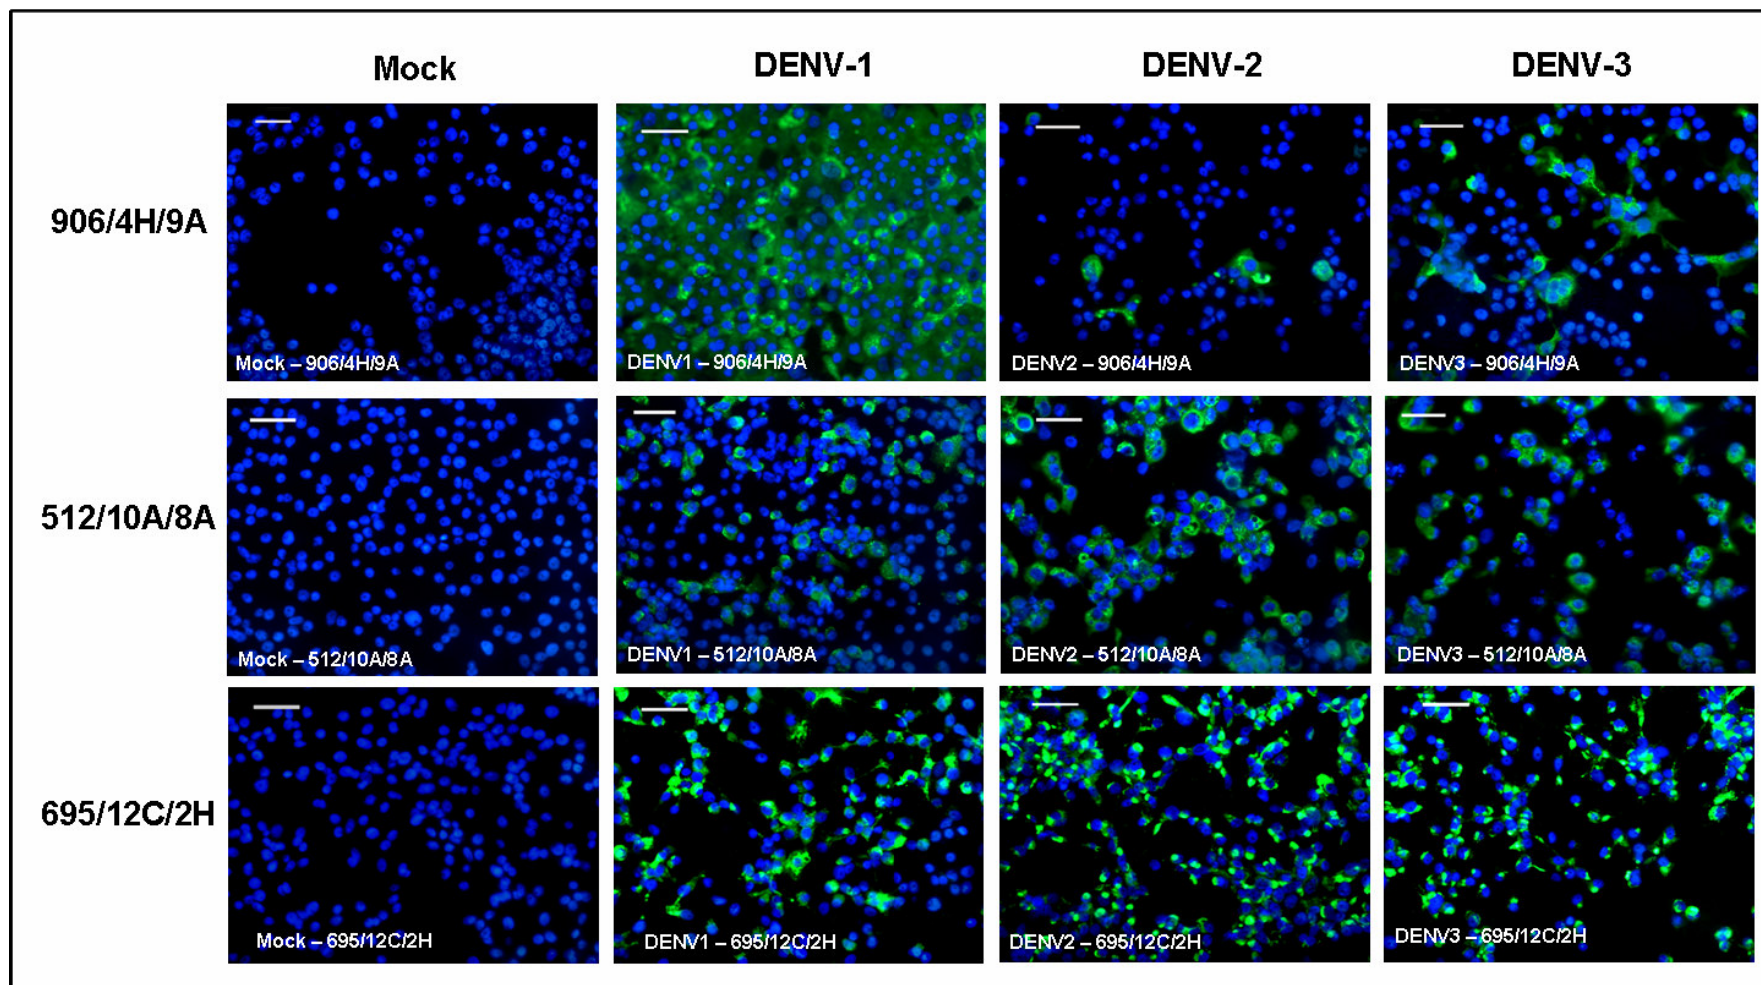 Mock DENV-1 DENV-2 DENV-3
906/4H/9A
Mock – 906/4H/9A
DENV1 – 906/4H/9A
DENV2 – 906/4H/9A
DENV3 – 906/4H/9A
512/10A/8A
Mock – 512/10A/8A
DENV1 – 512/10A/8A
DENV2 – 512/10A/8A
DENV3 – 512/10A/8A
695/12C/2H
Mock – 695/12C/2H
DENV1 – 695/12C/2H
DENV2 – 695/12C/2H
DENV3 – 695/12C/2H